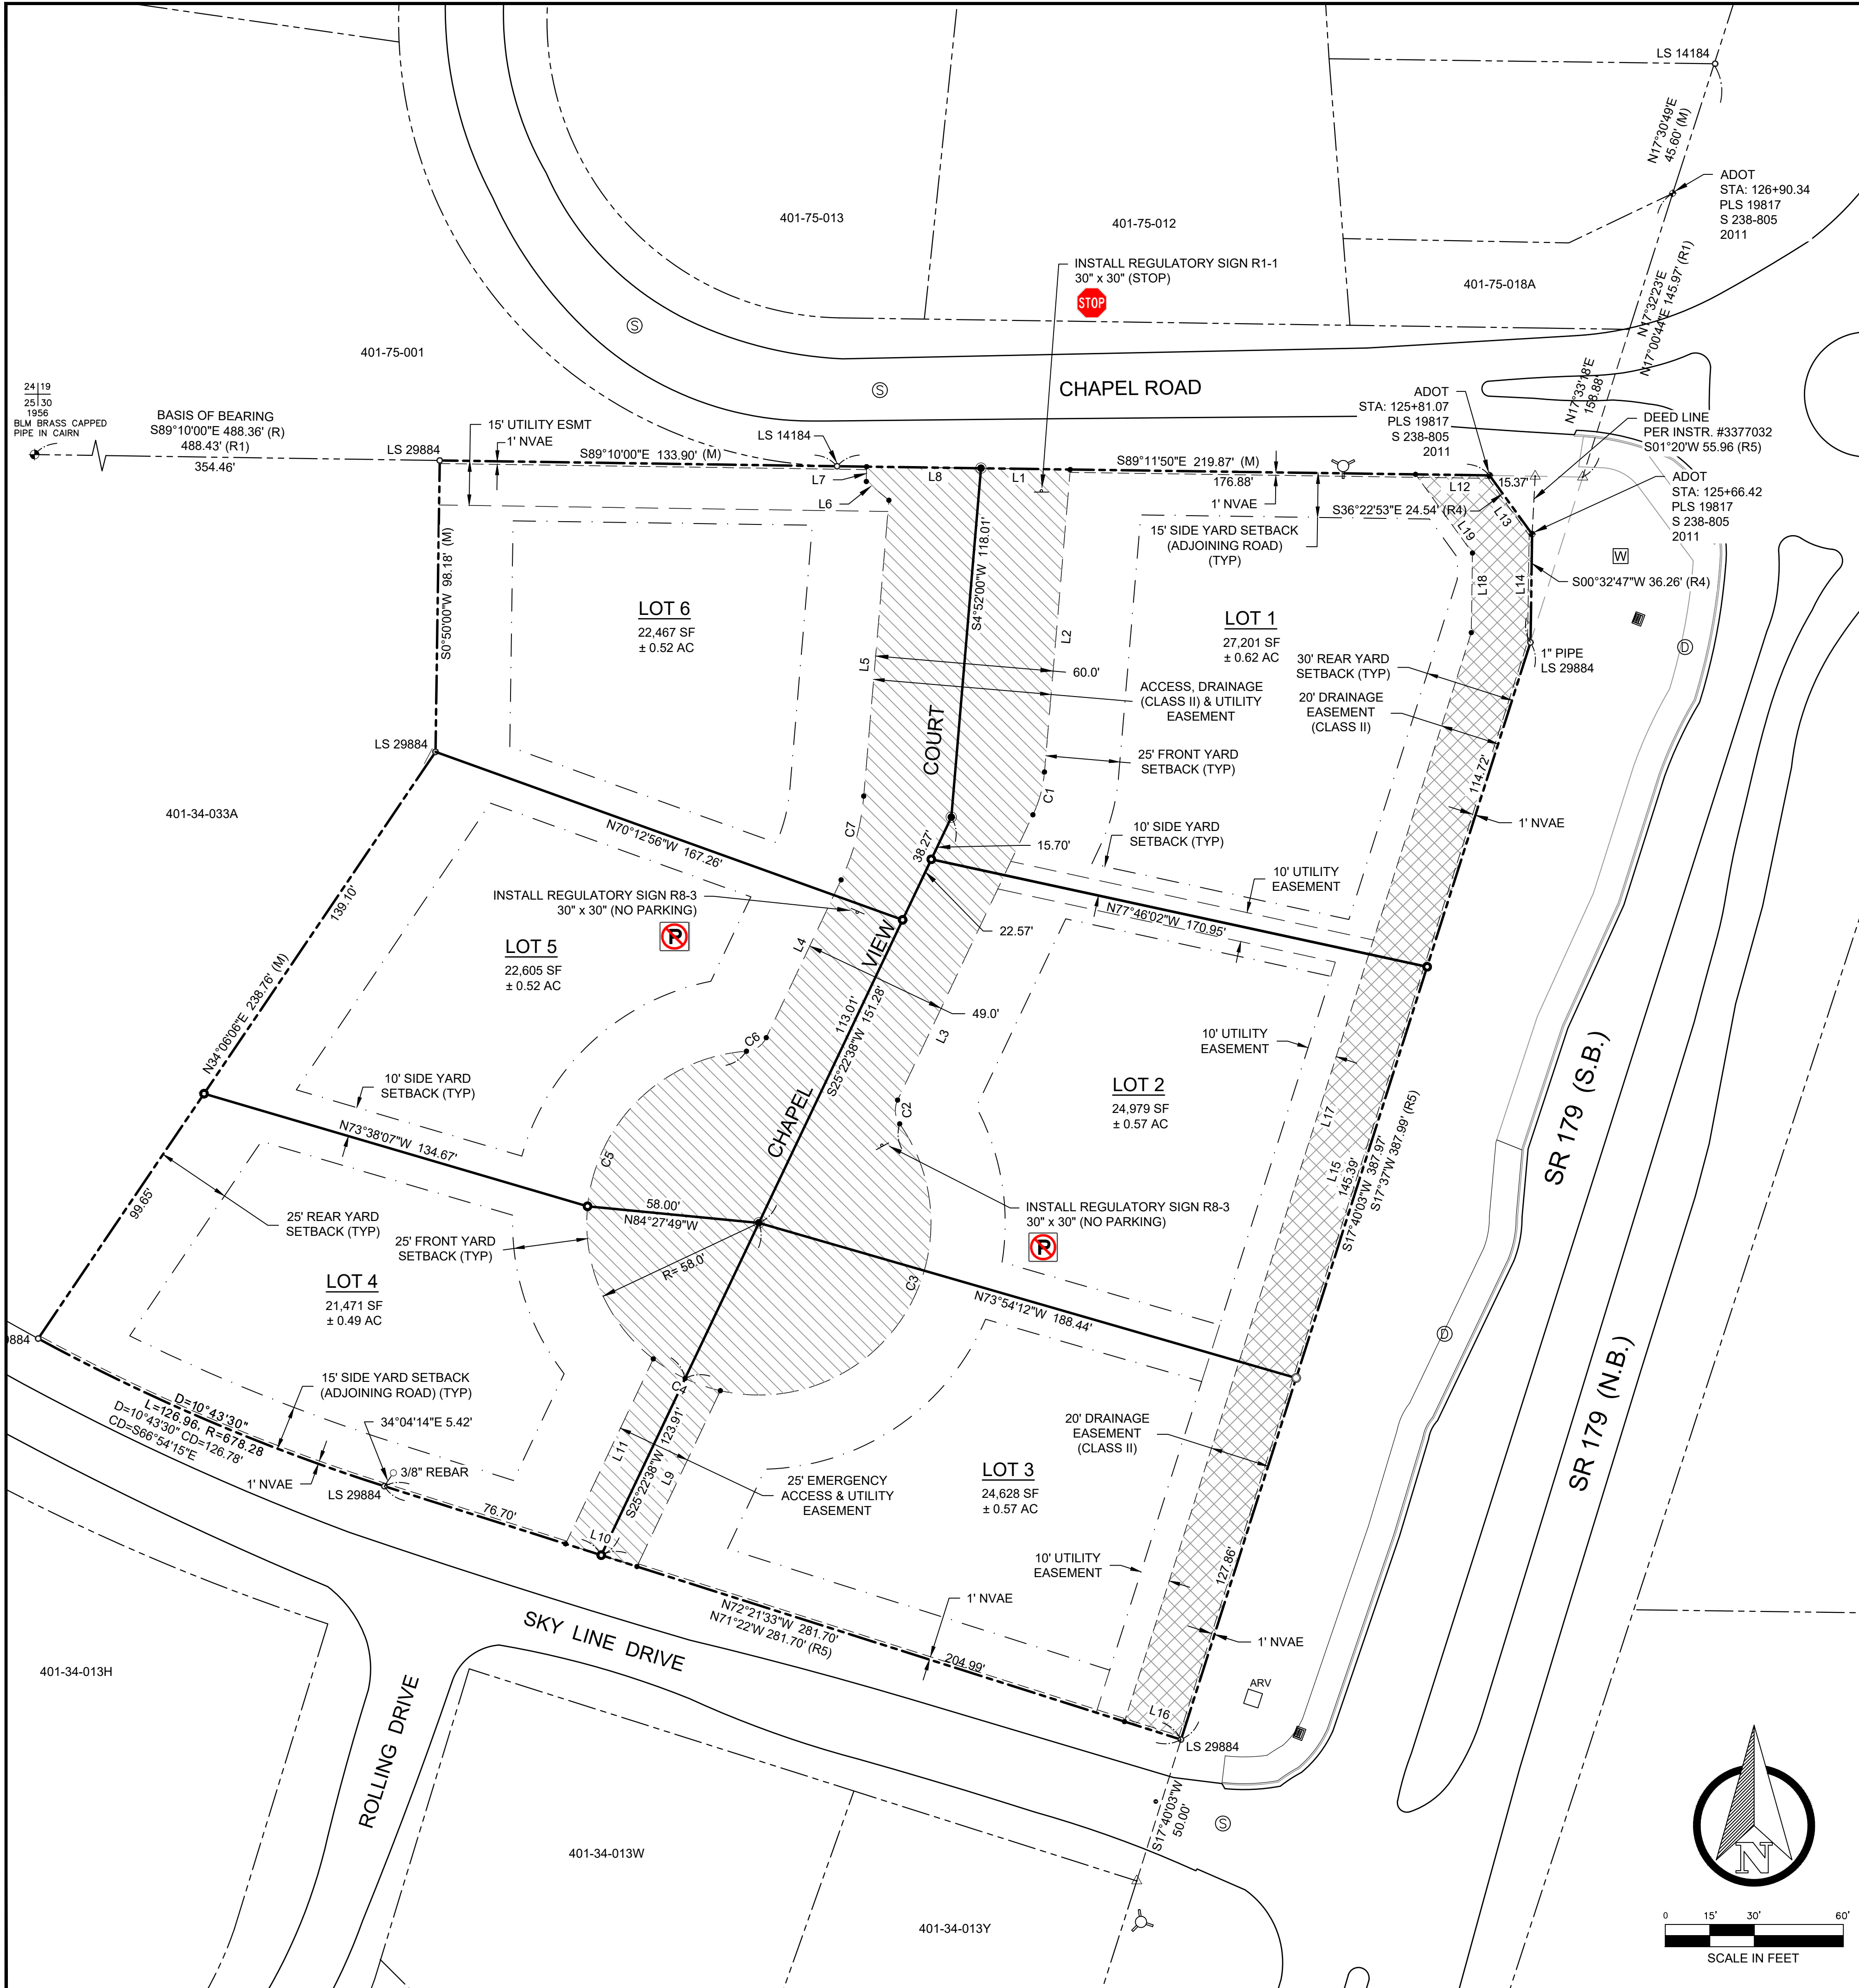 LS 14184
N17°30'49"E
45.60' (M)
ADOT
STA: 126+90.34
PLS 19817
S 238-805
2011
401-75-013
401-75-012
N17°32'23"E
N17°00'44"E 145.97' (R1)
INSTALL REGULATORY SIGN R1-1
30" x 30" (STOP)
STOP
401-75-018A
S
401-75-001
S
CHAPEL ROAD
24|19
25|30
1956
BLM BRASS CAPPED
PIPE IN CAIRN
BASIS OF BEARING
S89°10'00"E 488.36' (R)
488.43' (R1)
354.46'
15' UTILITY ESMT
1' NVAE
LS 29884
S89°10'00"E 133.90' (M)
LS 14184
L7
L8
L6
L1
S89°11'50"E 219.87' (M)
176.88'
1' NVAE
ADOT
STA: 125+81.07
PLS 19817
S 238-805
2011
N17°33'18"E
158.88'
DEED LINE
PER INSTR. #3377032
S01°20'W 55.96 (R5)
L12
15.37'
L13
S36°22'53"E 24.54' (R4)
ADOT
STA: 125+66.42
PLS 19817
S 238-805
2011
15' SIDE YARD SETBACK
(ADJOINING ROAD)
(TYP)
L19
L18
L14
W
S00°32'47"W 36.26' (R4)
D
1" PIPE
LS 29884
S0°50'00"W 98.18' (M)
LOT 6
22,467 SF
± 0.52 AC
S4°52'00"W 118.01'
L5
L2
LOT 1
27,201 SF
± 0.62 AC
60.0'
30' REAR YARD
SETBACK (TYP)
ACCESS, DRAINAGE
(CLASS II) & UTILITY
EASEMENT
20' DRAINAGE
EASEMENT
(CLASS II)
COURT
LS 29884
25' FRONT YARD
SETBACK (TYP)
114.72'
C1
401-34-033A
C7
N70°12'56"W 167.26'
38.27'
15.70'
10' SIDE YARD
SETBACK (TYP)
1' NVAE
10' UTILITY
EASEMENT
INSTALL REGULATORY SIGN R8-3
30" x 30" (NO PARKING)
P
139.10'
N77°46'02"W 170.95'
22.57'
VIEW
LOT 5
22,605 SF
± 0.52 AC
L4
N34°06'06"E 238.76' (M)
113.01'
S25°22'38"W 151.28'
49.0'
L3
C6
10' UTILITY
EASEMENT
10' SIDE YARD
SETBACK (TYP)
LOT 2
24,979 SF
± 0.57 AC
C2
CHAPEL
L17
SR 179 (S.B.)
N73°38'07"W 134.67'
C5
L15
145.39'
S17°40'03"W 387.97'
S17°37'W 387.99' (R5)
99.65'
58.00'
N84°27'49"W
INSTALL REGULATORY SIGN R8-3
30" x 30" (NO PARKING)
P
25' REAR YARD
SETBACK (TYP)
25' FRONT YARD
SETBACK (TYP)
R= 58.0'
C3
LOT 4
21,471 SF
± 0.49 AC
N73°54'12"W 188.44'
9884
D
15' SIDE YARD SETBACK
(ADJOINING ROAD) (TYP)
C4
SR 179 (N.B.)
D=10°43'30"
L=126.96, R=678.28
D=10°43'30" CD=126.78'
CD=S66°54'15"E
34°04'14"E 5.42'
3/8" REBAR
1' NVAE
LS 29884
L11
S25°22'38"W 123.91'
L9
25' EMERGENCY
ACCESS & UTILITY
EASEMENT
20' DRAINAGE
EASEMENT
(CLASS II)
LOT 3
24,628 SF
± 0.57 AC
76.70'
L10
10' UTILITY
EASEMENT
127.86'
1' NVAE
N72°21'33"W 281.70'
N71°22'W 281.70' (R5)
204.99'
1' NVAE
SKY LINE DRIVE
401-34-013H
ROLLING DRIVE
ARV
L16
LS 29884
S17°40'03"W
50.00'
S
401-34-013W
401-34-013Y
N
0 15' 30' 60'
SCALE IN FEET